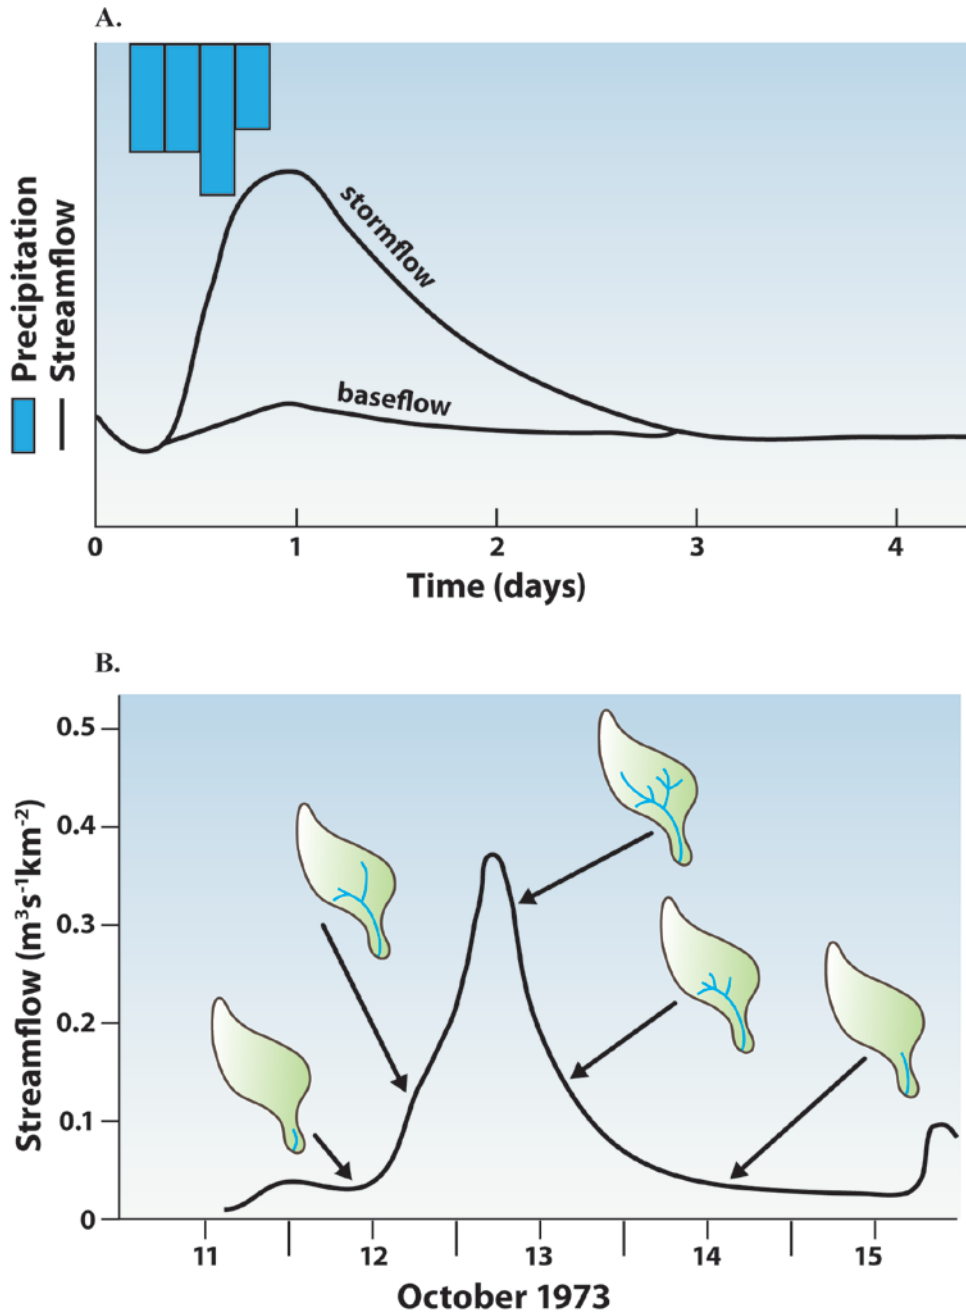 A.
Precipitation
Streamflow
stormflow
baseflow
0 1 2 3 4
Time (days)
B.
Streamflow (m³s⁻¹km⁻²)
0.5
0.4
0.3
0.2
0.1
0
11 12 13 14 15
October 1973